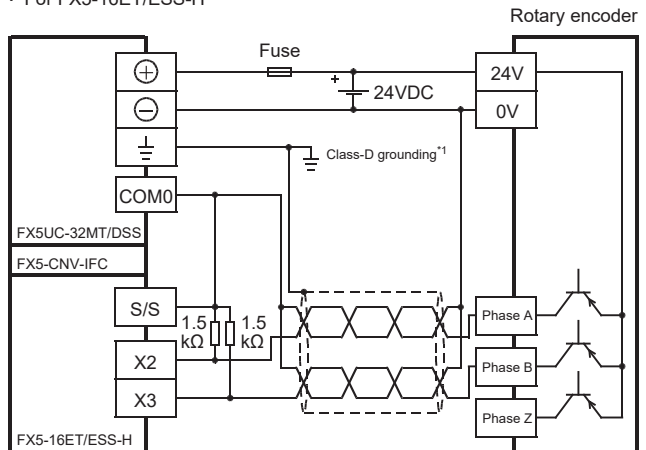 • For FX5-16ET/ESS-H
Rotary encoder
Fuse
+
24VDC
24V
0V
Class-D grounding*1
COM0
FX5UC-32MT/DSS
FX5-CNV-IFC
S/S
1.5 kΩ
1.5 kΩ
X2
X3
Phase A
Phase B
Phase Z
FX5-16ET/ESS-H